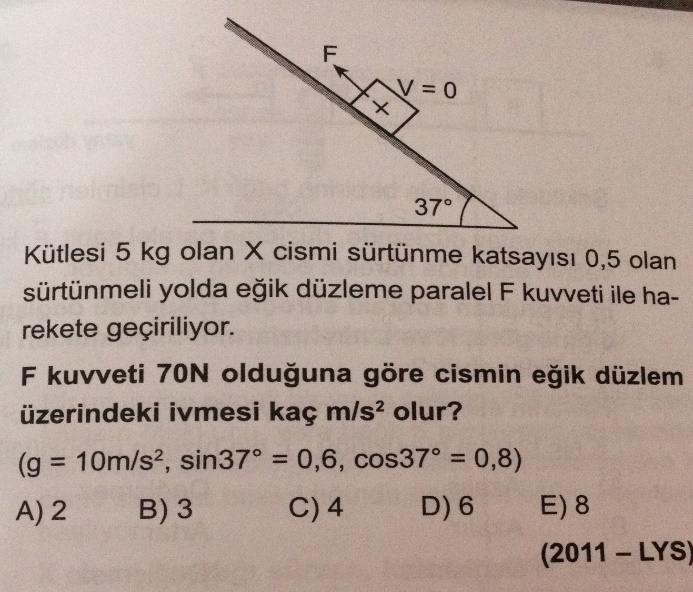 F
V = 0
X
37°
Kütlesi 5 kg olan X cismi sürtünme katsayısı 0,5 olan
sürtünmeli yolda eğik düzleme paralel F kuvveti ile ha-
rekete geçiriliyor.
F kuvveti 70N olduğuna göre cismin eğik düzlem
üzerindeki ivmesi kaç m/s² olur?
(g = 10m/s², sin37° = 0,6, cos37° = 0,8)
A) 2 B) 3 C) 4 D) 6 E) 8
(2011 – LYS)